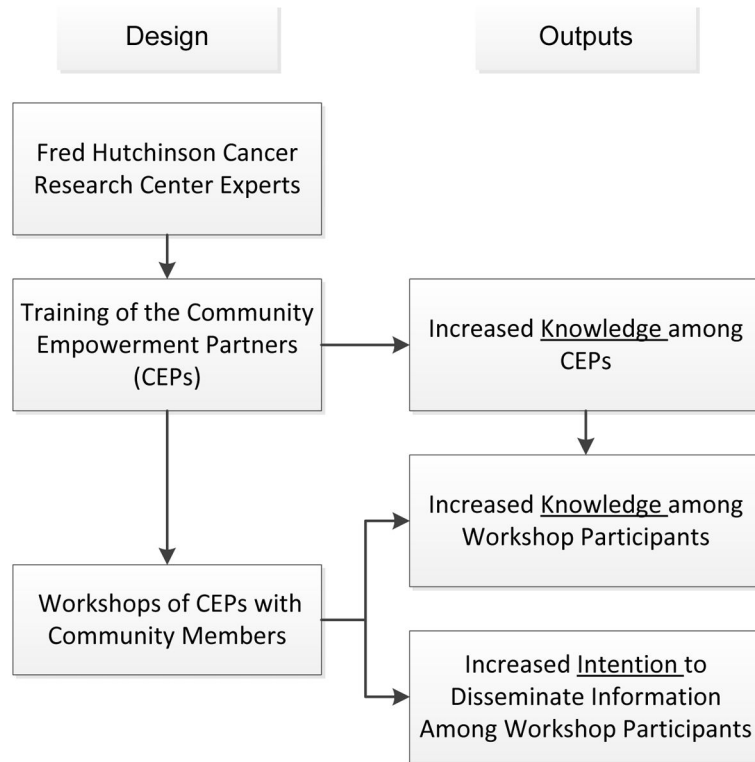 Design
Outputs
Fred Hutchinson Cancer
Research Center Experts
Training of the Community
Empowerment Partners
(CEPs)
Increased Knowledge among
CEPs
Increased Knowledge among
Workshop Participants
Workshops of CEPs with
Community Members
Increased Intention to
Disseminate Information
Among Workshop Participants